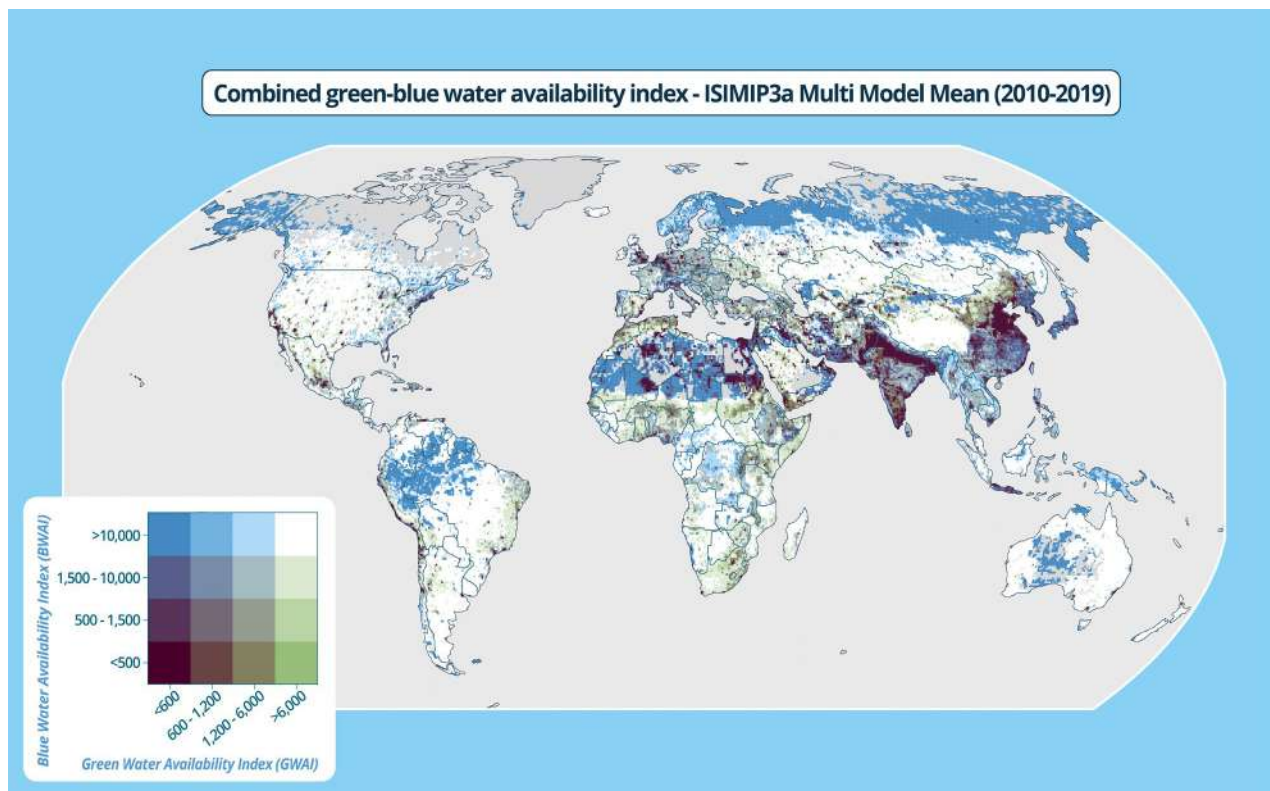 Combined green-blue water availability index - ISIMIP3a Multi Model Mean (2010-2019)
Blue Water Availability Index (BWAI)
>10,000
1,500 - 10,000
500 - 1,500
<500
<600
600 - 1,200
1,200 - 6,000
>6,000
Green Water Availability Index (GWAI)